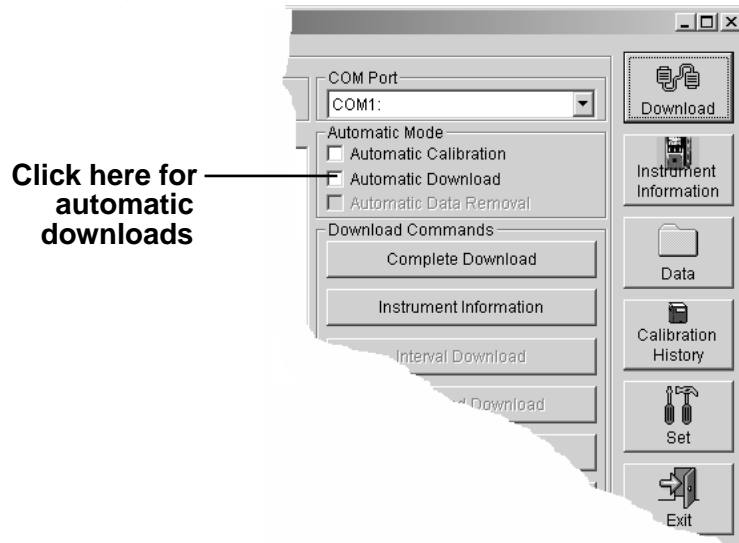 Click here for
automatic
downloads
COM Port
COM1:
Automatic Mode
Automatic Calibration
Automatic Download
Automatic Data Removal
Download Commands
Complete Download
Instrument Information
Interval Download
Download
Download
Instrument
Information
Data
Calibration
History
Set
Exit